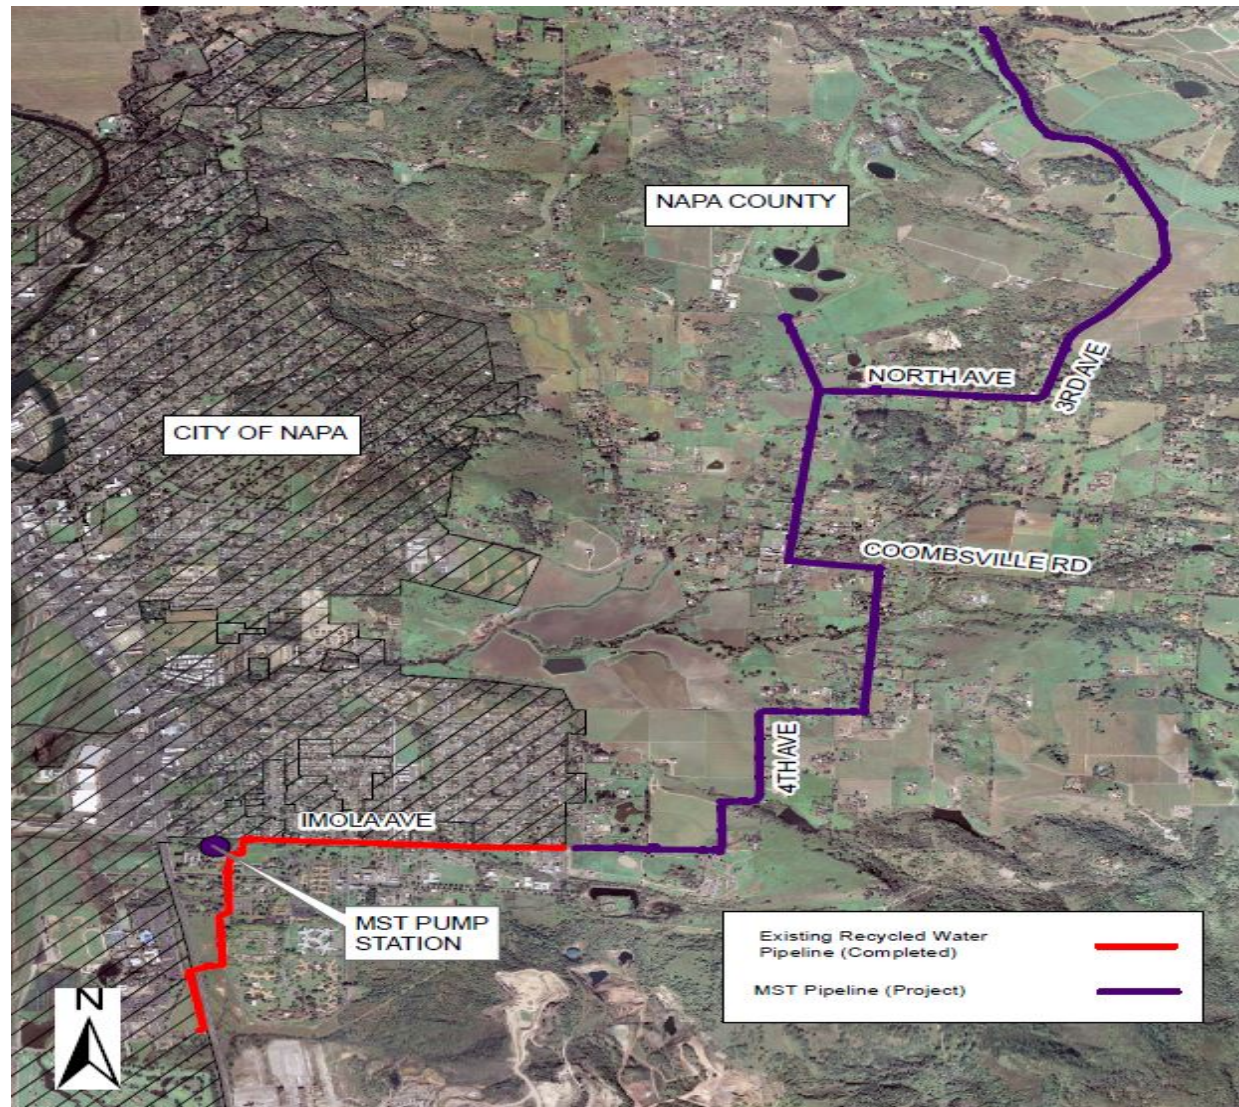 NAPA COUNTY
NORTH AVE
3RD AVE
CITY OF NAPA
COOMBSVILLE RD
4TH AVE
IMOLA AVE
MST PUMP
STATION
Existing Recycled Water
Pipeline (Completed)
MST Pipeline (Project)
N